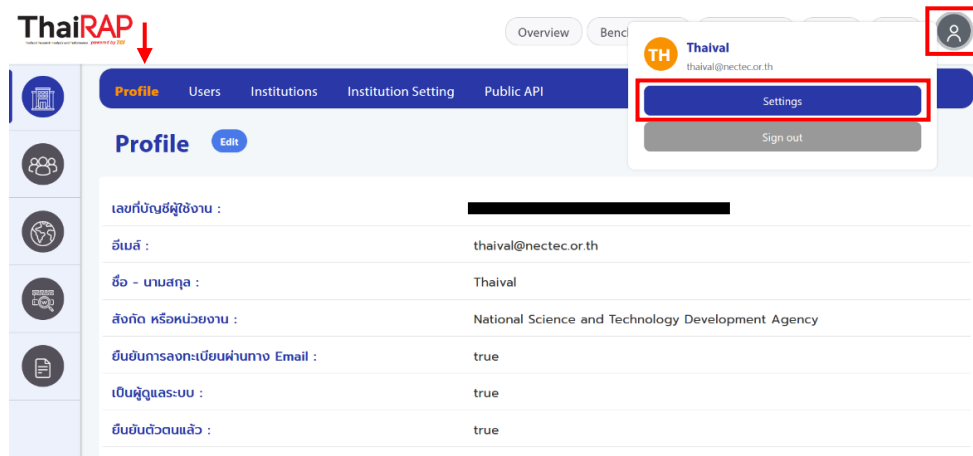 ThaiRAP
Overview
Benc
TH
Thaival
thaival@nectec.or.th
Settings
Sign out
Profile
Users
Institutions
Institution Setting
Public API
Profile
Edit
เลขที่บัญชีผู้ใช้งาน :
อีเมล์ : thaival@nectec.or.th
ชื่อ - นามสกุล : Thaival
สังกัด หรือหน่วยงาน : National Science and Technology Development Agency
ยืนยันการลงทะเบียนผ่านทาง Email : true
เป็นผู้ดูแลระบบ : true
ยืนยันตัวตนแล้ว : true